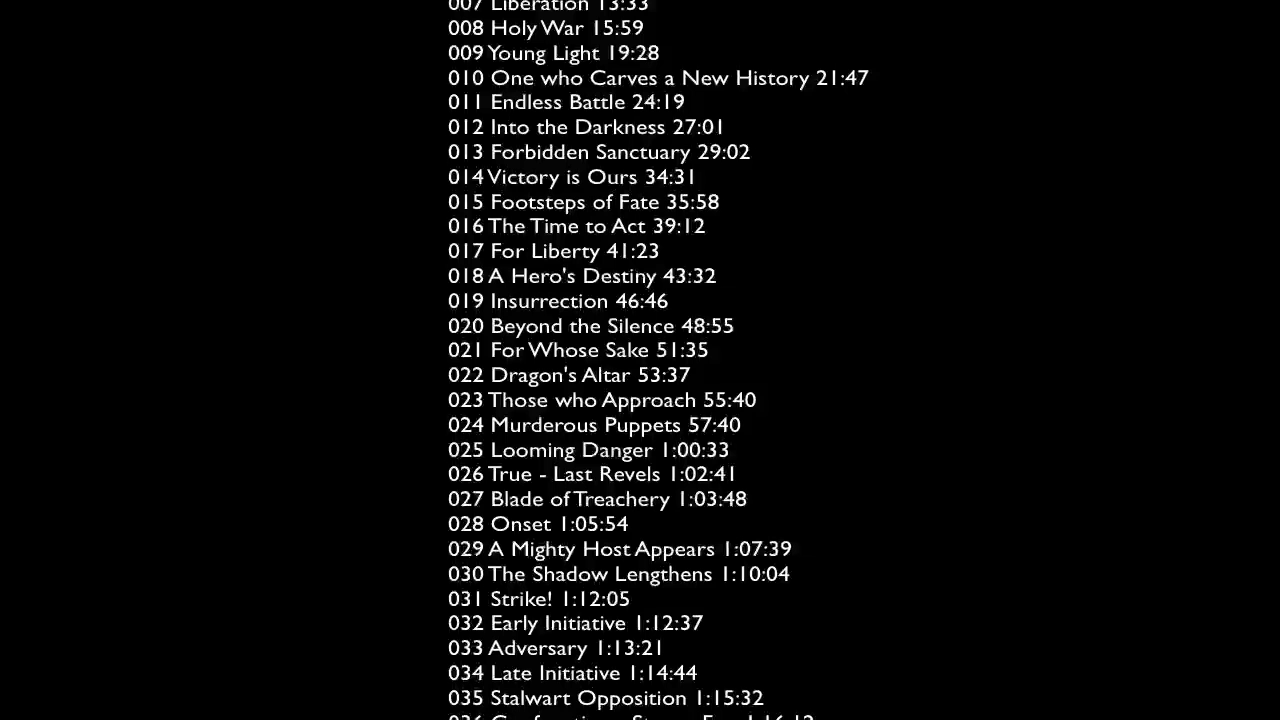 007 Liberation 13:33
008 Holy War 15:59
009 Young Light 19:28
010 One who Carves a New History 21:47
011 Endless Battle 24:19
012 Into the Darkness 27:01
013 Forbidden Sanctuary 29:02
014 Victory is Ours 34:31
015 Footsteps of Fate 35:58
016 The Time to Act 39:12
017 For Liberty 41:23
018 A Hero's Destiny 43:32
019 Insurrection 46:46
020 Beyond the Silence 48:55
021 For Whose Sake 51:35
022 Dragon's Altar 53:37
023 Those who Approach 55:40
024 Murderous Puppets 57:40
025 Looming Danger 1:00:33
026 True - Last Revels 1:02:41
027 Blade of Treachery 1:03:48
028 Onset 1:05:54
029 A Mighty Host Appears 1:07:39
030 The Shadow Lengthens 1:10:04
031 Strike! 1:12:05
032 Early Initiative 1:12:37
033 Adversary 1:13:21
034 Late Initiative 1:14:44
035 Stalwart Opposition 1:15:32